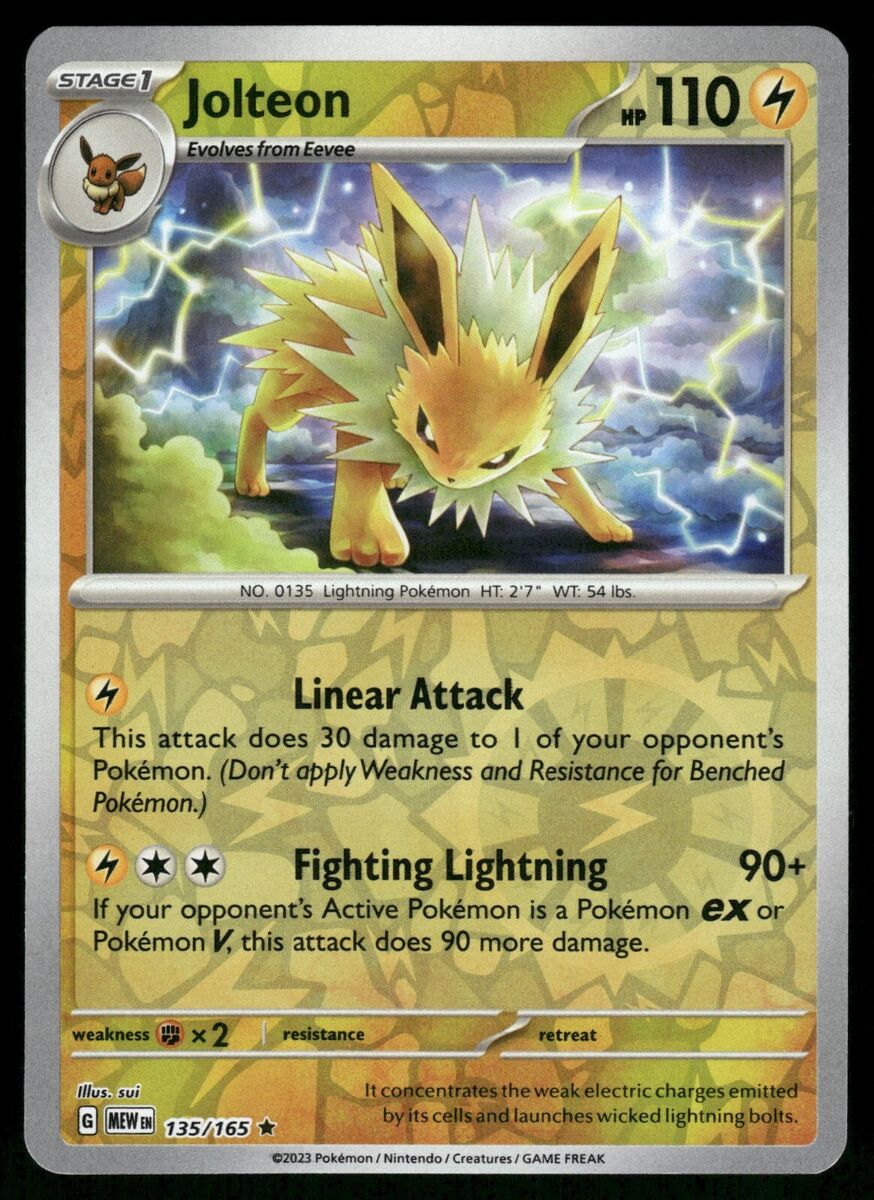 STAGE 1
Jolteon
HP 110
Evolves from Eevee
NO. 0135 Lightning Pokémon HT: 2'7" WT: 54 lbs.
Linear Attack
This attack does 30 damage to 1 of your opponent's
Pokémon. (Don't apply Weakness and Resistance for Benched
Pokémon.)
Fighting Lightning 90+
If your opponent's Active Pokémon is a Pokémon ex or
Pokémon V, this attack does 90 more damage.
weakness ×2 resistance retreat
Illus. sui
It concentrates the weak electric charges emitted
by its cells and launches wicked lightning bolts.
G MEW EN 135/165
©2023 Pokémon / Nintendo / Creatures / GAME FREAK